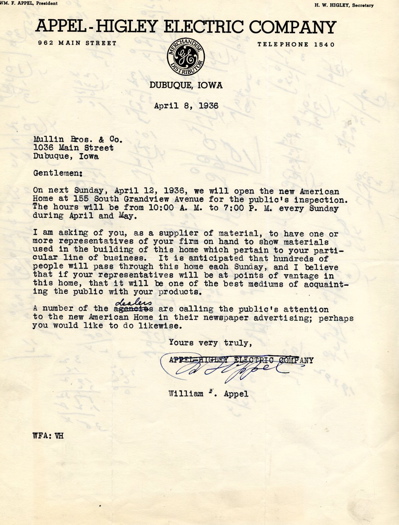 WM. F. APPEL, President
H. W. HIGLEY, Secretary
APPEL-HIGLEY ELECTRIC COMPANY
962 MAIN STREET
TELEPHONE 1540
MERCHANDISE
GE
DISTRIBUTOR
DUBUQUE, IOWA
April 8, 1936
Mullin Bros. & Co.
1036 Main Street
Dubuque, Iowa
Gentlemen:
On next Sunday, April 12, 1936, we will open the new American
Home at 155 South Grandview Avenue for the public's inspection.
The hours will be from 10:00 A. M. to 7:00 P. M. every Sunday
during April and May.
I am asking of you, as a supplier of material, to have one or
more representatives of your firm on hand to show materials
used in the building of this home which pertain to your parti-
cular line of business. It is anticipated that hundreds of
people will pass through this home each Sunday, and I believe
that if your representatives will be at points of vantage in
this home, that it will be one of the best mediums of acquaint-
ing the public with your products.
dealers
A number of the agencies are calling the public's attention
to the new American Home in their newspaper advertising; perhaps
you would like to do likewise.
Yours very truly,
APPEL-HIGLEY ELECTRIC COMPANY
Appel
William F. Appel
WFA:VH